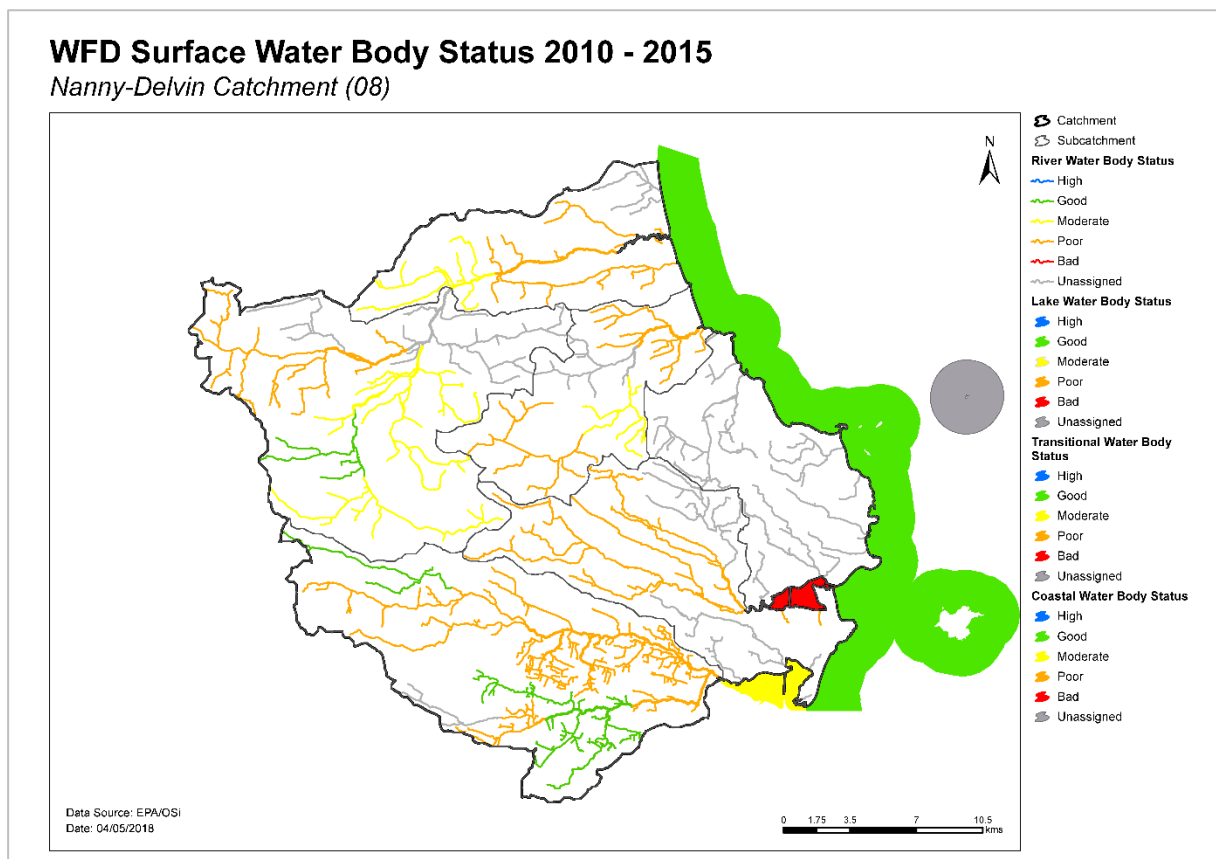 WFD Surface Water Body Status 2010 - 2015
Nanny-Delvin Catchment (08)
N
Catchment
Subcatchment
River Water Body Status
High
Good
Moderate
Poor
Bad
Unassigned
Lake Water Body Status
High
Good
Moderate
Poor
Bad
Unassigned
Transitional Water Body
Status
High
Good
Moderate
Poor
Bad
Unassigned
Coastal Water Body Status
High
Good
Moderate
Poor
Bad
Unassigned
Data Source: EPA/OSi
Date: 04/05/2018
0 1.75 3.5 7 10.5
kms